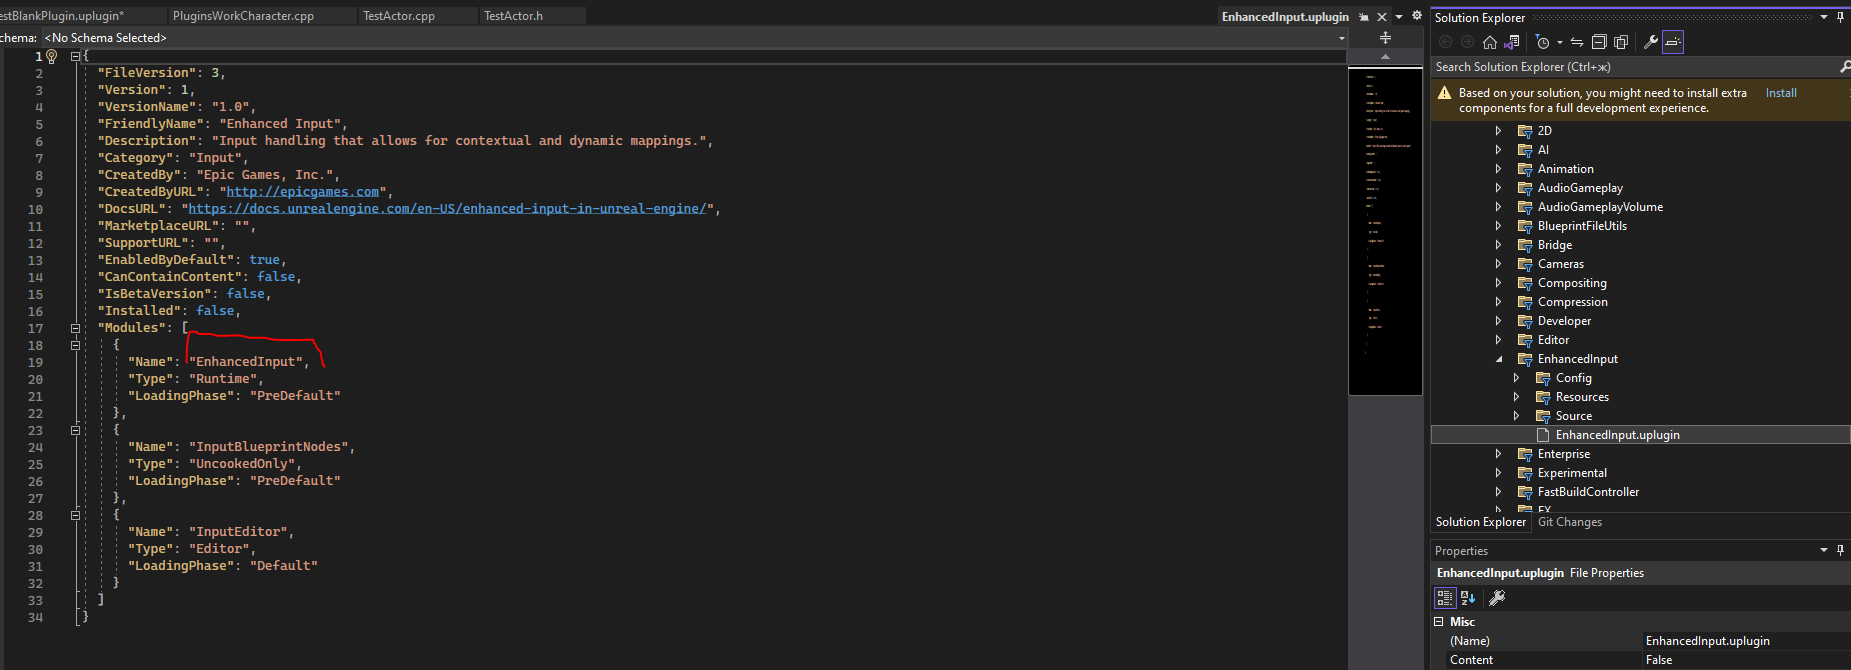 estBlankPlugin.uplugin* PluginsWorkCharacter.cpp TestActor.cpp TestActor.h EnhancedInput.uplugin
chema: <No Schema Selected>
1 {
2 "FileVersion": 3,
3 "Version": 1,
4 "VersionName": "1.0",
5 "FriendlyName": "Enhanced Input",
6 "Description": "Input handling that allows for contextual and dynamic mappings.",
7 "Category": "Input",
8 "CreatedBy": "Epic Games, Inc.",
9 "CreatedByURL": "http://epicgames.com",
10 "DocsURL": "https://docs.unrealengine.com/en-US/enhanced-input-in-unreal-engine/",
11 "MarketplaceURL": "",
12 "SupportURL": "",
13 "EnabledByDefault": true,
14 "CanContainContent": false,
15 "IsBetaVersion": false,
16 "Installed": false,
17 "Modules": [
18 {
19 "Name": "EnhancedInput",
20 "Type": "Runtime",
21 "LoadingPhase": "PreDefault"
22 },
23 {
24 "Name": "InputBlueprintNodes",
25 "Type": "UncookedOnly",
26 "LoadingPhase": "PreDefault"
27 },
28 {
29 "Name": "InputEditor",
30 "Type": "Editor",
31 "LoadingPhase": "Default"
32 }
33 ]
34 }
Solution Explorer
Search Solution Explorer (Ctrl+ж)
Based on your solution, you might need to install extra Install
components for a full development experience.
2D
AI
Animation
AudioGameplay
AudioGameplayVolume
BlueprintFileUtils
Bridge
Cameras
Compositing
Compression
Developer
Editor
EnhancedInput
Config
Resources
Source
EnhancedInput.uplugin
Enterprise
Experimental
FastBuildController
FX
Solution Explorer Git Changes
Properties
EnhancedInput.uplugin File Properties
Misc
(Name) EnhancedInput.uplugin
Content False